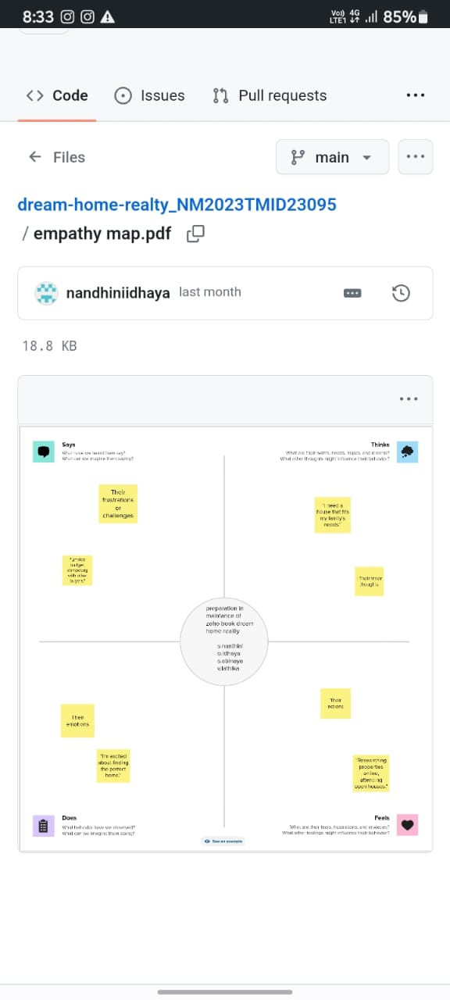 8:33
Vo)) 4G
LTE1
85%
Code
Issues
Pull requests
Files
main
dream-home-realty_NM2023TMID23095
/ empathy map.pdf
nandhiniidhaya last month
18.8 KB
Says
What have we heard them say?
What can we imagine them saying?
Thinks
What are their wants, needs, hopes, and dreams?
What other thoughts might influence their behavior?
Their
frustrations
or
challenges
"I need a
house that fits
my family's
needs."
"Limited
budget,
competing
with other
buyers."
Their inner
thoughts
preparation in
maintance of
zoho book dream
home reality
s.nanthini
o.idhaya
s.abinaya
v.lathika
Their
actions
Their
emotions
"I'm excited
about finding
the perfect
home."
"Researching
properties
online,
attending
open houses."
Does
What behavior have we observed?
What can we imagine them doing?
Feels
What are their fears, frustrations, and anxieties?
What other feelings might influence their behavior?
See an example